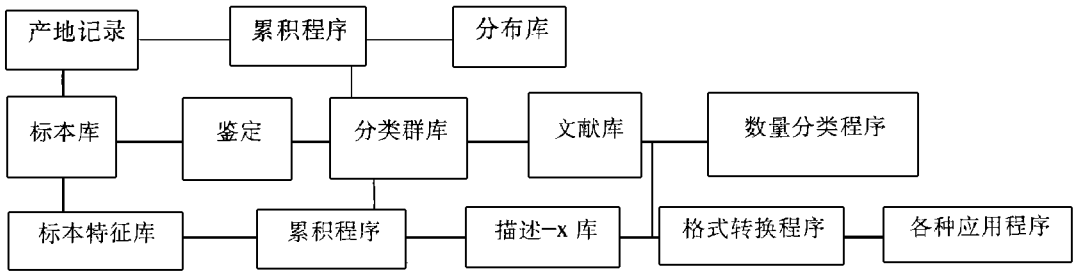 产地记录
累积程序
分布库
标本库
鉴定
分类群库
文献库
数量分类程序
标本特征库
累积程序
描述-x 库
格式转换程序
各种应用程序